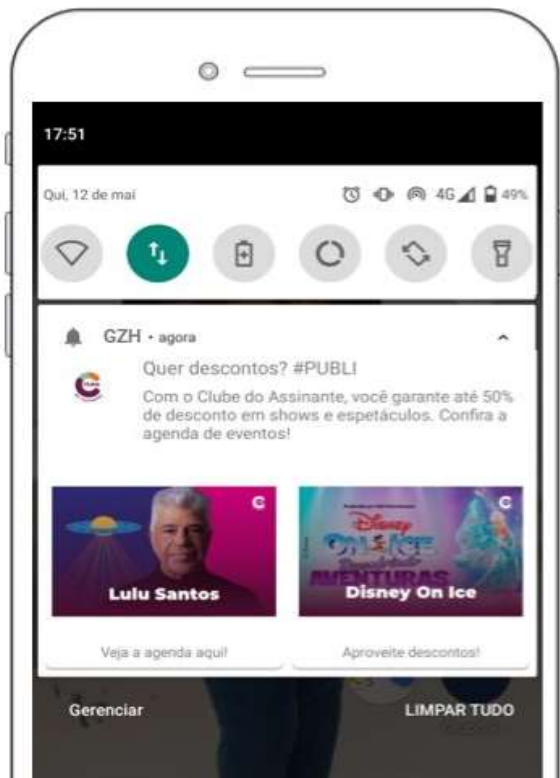 17:51
Qui, 12 de mai
4G
49%
GZH • agora
Quer descontos? #PUBLI
Com o Clube do Assinante, você garante até 50%
de desconto em shows e espetáculos. Confira a
agenda de eventos!
Lulu Santos
Disney
ON ICE
AVENTURAS
Disney On Ice
Veja a agenda aqui!
Aproveite descontos!
Gerenciar
LIMPAR TUDO